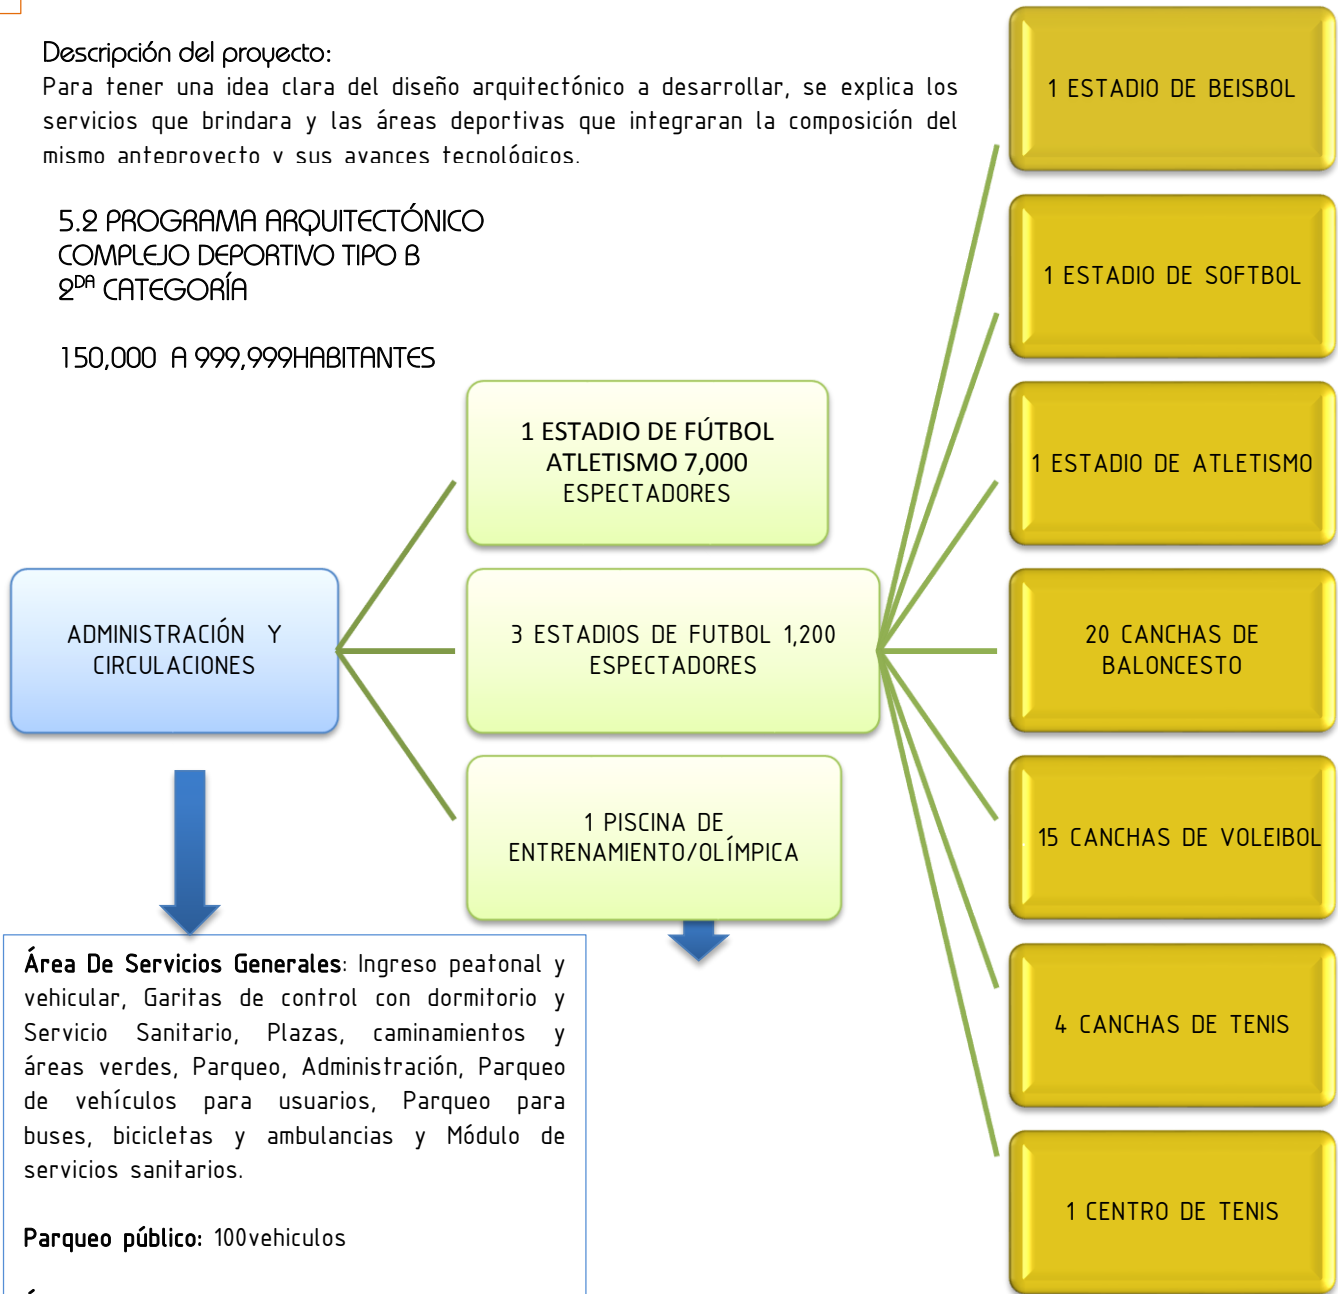 Descripción del proyecto:
Para tener una idea clara del diseño arquitectónico a desarrollar, se explica los
servicios que brindara y las áreas deportivas que integraran la composición del
mismo anteproyecto y sus avances tecnológicos.
5.2 PROGRAMA ARQUITECTÓNICO
COMPLEJO DEPORTIVO TIPO B
2DA CATEGORÍA
150,000 A 999,999HABITANTES
ADMINISTRACIÓN Y
CIRCULACIONES
1 ESTADIO DE FÚTBOL
ATLETISMO 7,000
ESPECTADORES
3 ESTADIOS DE FUTBOL 1,200
ESPECTADORES
1 PISCINA DE
ENTRENAMIENTO/OLÍMPICA
1 ESTADIO DE BEISBOL
1 ESTADIO DE SOFTBOL
1 ESTADIO DE ATLETISMO
20 CANCHAS DE
BALONCESTO
15 CANCHAS DE VOLEIBOL
4 CANCHAS DE TENIS
1 CENTRO DE TENIS
Área De Servicios Generales: Ingreso peatonal y
vehicular, Garitas de control con dormitorio y
Servicio Sanitario, Plazas, caminamientos y
áreas verdes, Parqueo, Administración, Parqueo
de vehículos para usuarios, Parqueo para
buses, bicicletas y ambulancias y Módulo de
servicios sanitarios.
Parqueo público: 100vehiculos